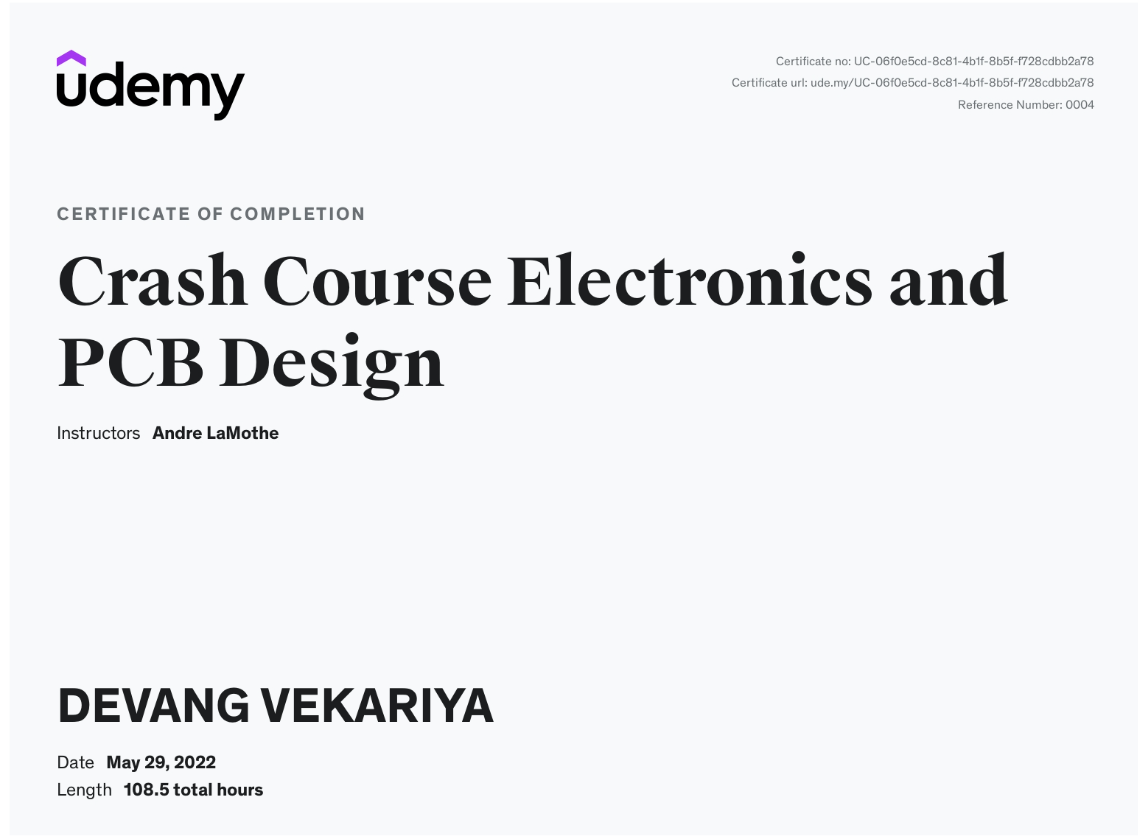 udemy
Certificate no: UC-06f0e5cd-8c81-4b1f-8b5f-f728cdbb2a78
Certificate url: ude.my/UC-06f0e5cd-8c81-4b1f-8b5f-f728cdbb2a78
Reference Number: 0004
CERTIFICATE OF COMPLETION
Crash Course Electronics and
PCB Design
Instructors Andre LaMothe
DEVANG VEKARIYA
Date May 29, 2022
Length 108.5 total hours